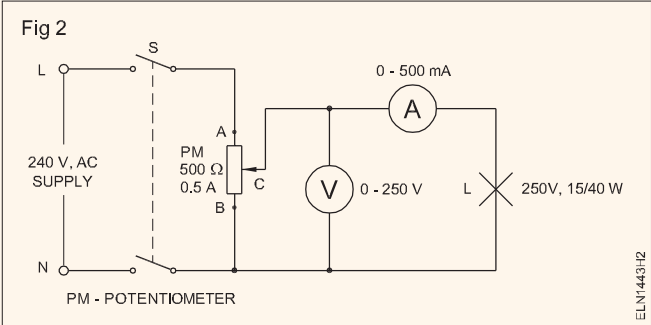 Fig 2
S
L
0 - 500 mA
A
A
PM
500 Ω
0.5 A
C
B
240 V, AC
SUPPLY
V
0 - 250 V
L
250V, 15/40 W
N
PM - POTENTIOMETER
ELN1443H2